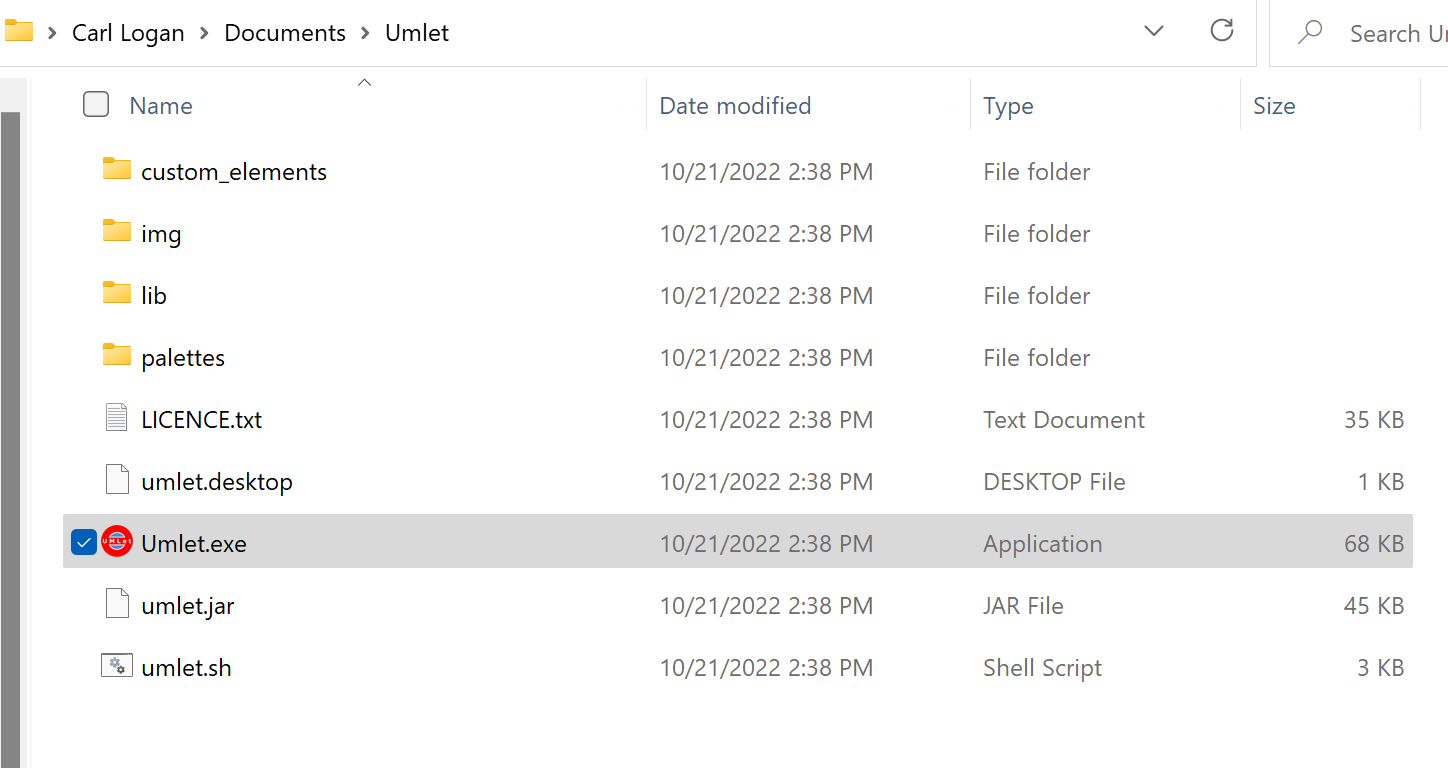 Carl Logan Documents Umlet Search Ur
Name Date modified Type Size
custom_elements 10/21/2022 2:38 PM File folder
img 10/21/2022 2:38 PM File folder
lib 10/21/2022 2:38 PM File folder
palettes 10/21/2022 2:38 PM File folder
LICENCE.txt 10/21/2022 2:38 PM Text Document 35 KB
umlet.desktop 10/21/2022 2:38 PM DESKTOP File 1 KB
UMLet Umlet.exe 10/21/2022 2:38 PM Application 68 KB
umlet.jar 10/21/2022 2:38 PM JAR File 45 KB
umlet.sh 10/21/2022 2:38 PM Shell Script 3 KB